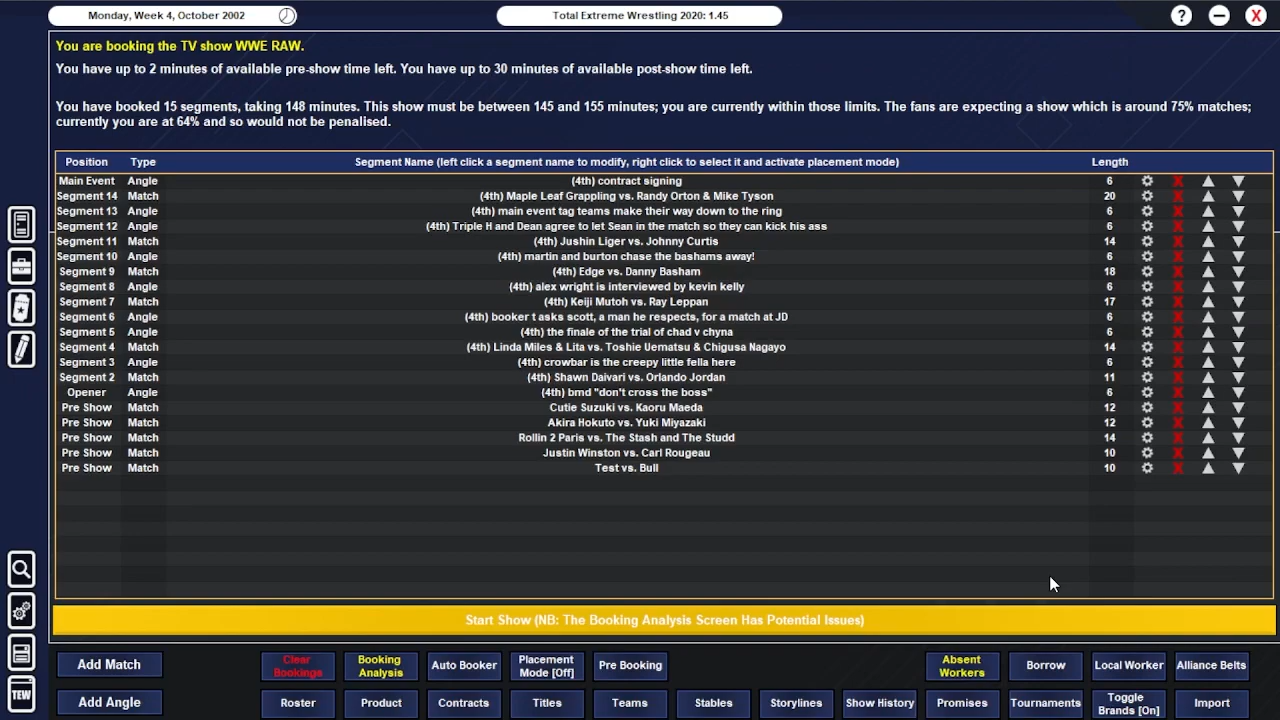 Monday, Week 4, October 2002
Total Extreme Wrestling 2020: 1.45
?
X
You are booking the TV show WWE RAW.
You have up to 2 minutes of available pre-show time left. You have up to 30 minutes of available post-show time left.
You have booked 15 segments, taking 148 minutes. This show must be between 145 and 155 minutes; you are currently within those limits. The fans are expecting a show which is around 75% matches;
currently you are at 64% and so would not be penalised.
Position Type Segment Name (left click a segment name to modify, right click to select it and activate placement mode) Length
Main Event Angle (4th) contract signing 6 X
Segment 14 Match (4th) Maple Leaf Grappling vs. Randy Orton & Mike Tyson 20 X
Segment 13 Angle (4th) main event tag teams make their way down to the ring 6 X
Segment 12 Angle (4th) Triple H and Dean agree to let Sean in the match so they can kick his ass 6 X
Segment 11 Match (4th) Jushin Liger vs. Johnny Curtis 14 X
Segment 10 Angle (4th) martin and burton chase the bashams away! 6 X
Segment 9 Match (4th) Edge vs. Danny Basham 18 X
Segment 8 Angle (4th) alex wright is interviewed by kevin kelly 6 X
Segment 7 Match (4th) Keiji Mutoh vs. Ray Leppan 17 X
Segment 6 Angle (4th) booker t asks scott, a man he respects, for a match at JD 6 X
Segment 5 Angle (4th) the finale of the trial of chad v chyna 6 X
Segment 4 Match (4th) Linda Miles & Lita vs. Toshie Uematsu & Chigusa Nagayo 14 X
Segment 3 Angle (4th) crowbar is the creepy little fella here 6 X
Segment 2 Match (4th) Shawn Daivari vs. Orlando Jordan 11 X
Opener Angle (4th) bmd "don't cross the boss" 6 X
Pre Show Match Cutie Suzuki vs. Kaoru Maeda 12 X
Pre Show Match Akira Hokuto vs. Yuki Miyazaki 12 X
Pre Show Match Rollin 2 Paris vs. The Stash and The Studd 14 X
Pre Show Match Justin Winston vs. Carl Rougeau 10 X
Pre Show Match Test vs. Bull 10 X
Start Show (NB: The Booking Analysis Screen Has Potential Issues)
Add Match
Clear Bookings
Booking Analysis
Auto Booker
Placement Mode [Off]
Pre Booking
Absent Workers
Borrow
Local Worker
Alliance Belts
TEW
Add Angle
Roster
Product
Contracts
Titles
Teams
Stables
Storylines
Show History
Promises
Tournaments
Toggle Brands [On]
Import